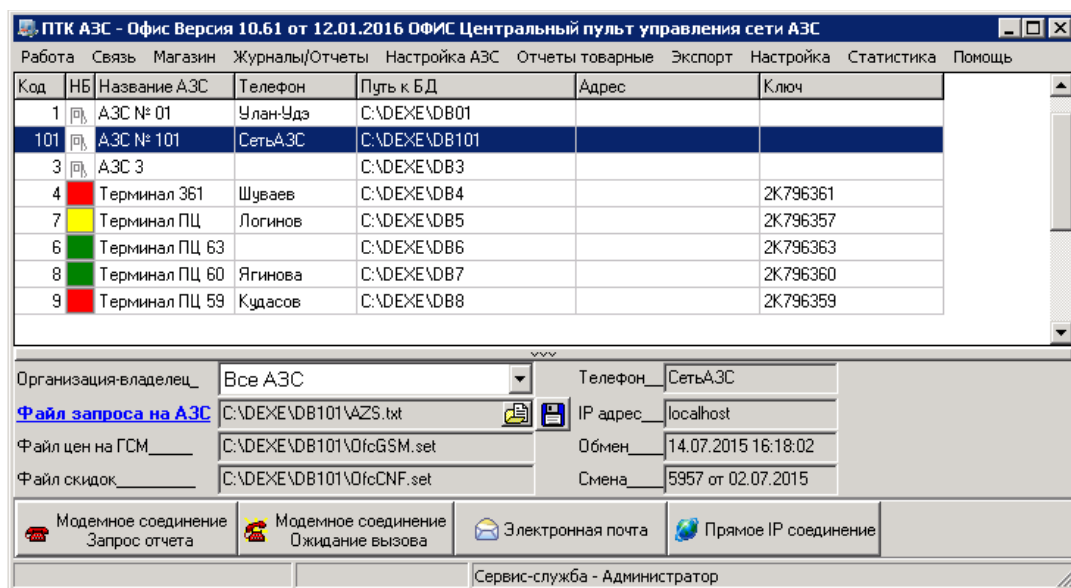 ПТК АЗС - Офис Версия 10.61 от 12.01.2016 ОФИС Центральный пульт управления сети АЗС
Работа Связь Магазин Журналы/Отчеты Настройка АЗС Отчеты товарные Экспорт Настройка Статистика Помощь
Код НБ Название АЗС Телефон Путь к БД Адрес Ключ
1 АЗС № 01 Улан-Удэ C:\DEXE\DB01
101 АЗС № 101 СетьАЗС C:\DEXE\DB101
3 АЗС 3 C:\DEXE\DB3
4 Терминал 361 Шуваев C:\DEXE\DB4 2K796361
7 Терминал ПЦ Логинов C:\DEXE\DB5 2K796357
6 Терминал ПЦ 63 C:\DEXE\DB6 2K796363
8 Терминал ПЦ 60 Ягинова C:\DEXE\DB7 2K796360
9 Терминал ПЦ 59 Кудасов C:\DEXE\DB8 2K796359
Организация-владелец_ Все АЗС Телефон__ СетьАЗС
Файл запроса на АЗС C:\DEXE\DB101\AZS.txt IP адрес___ localhost
Файл цен на ГСМ______ C:\DEXE\DB101\OfcGSM.set Обмен____ 14.07.2015 16:18:02
Файл скидок__________ C:\DEXE\DB101\OfcCNF.set Смена____ 5957 от 02.07.2015
Модемное соединение Запрос отчета
Модемное соединение Ожидание вызова
Электронная почта
Прямое IP соединение
Сервис-служба - Администратор